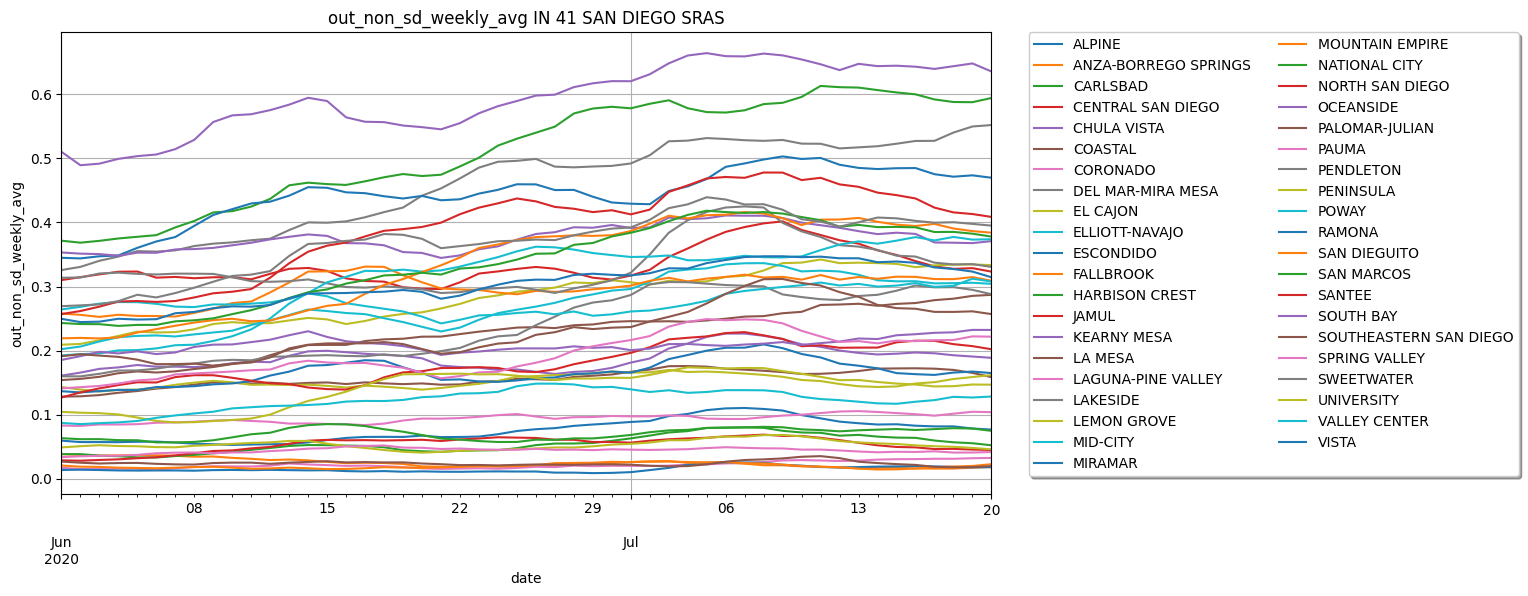 out_non_sd_weekly_avg IN 41 SAN DIEGO SRAS
out_non_sd_weekly_avg
0.6
0.5
0.4
0.3
0.2
0.1
0.0
08
15
22
29
06
13
20
Jun
2020
Jul
date
ALPINE
ANZA-BORREGO SPRINGS
CARLSBAD
CENTRAL SAN DIEGO
CHULA VISTA
COASTAL
CORONADO
DEL MAR-MIRA MESA
EL CAJON
ELLIOTT-NAVAJO
ESCONDIDO
FALLBROOK
HARBISON CREST
JAMUL
KEARNY MESA
LA MESA
LAGUNA-PINE VALLEY
LAKESIDE
LEMON GROVE
MID-CITY
MIRAMAR
MOUNTAIN EMPIRE
NATIONAL CITY
NORTH SAN DIEGO
OCEANSIDE
PALOMAR-JULIAN
PAUMA
PENDLETON
PENINSULA
POWAY
RAMONA
SAN DIEGUITO
SAN MARCOS
SANTEE
SOUTH BAY
SOUTHEASTERN SAN DIEGO
SPRING VALLEY
SWEETWATER
UNIVERSITY
VALLEY CENTER
VISTA